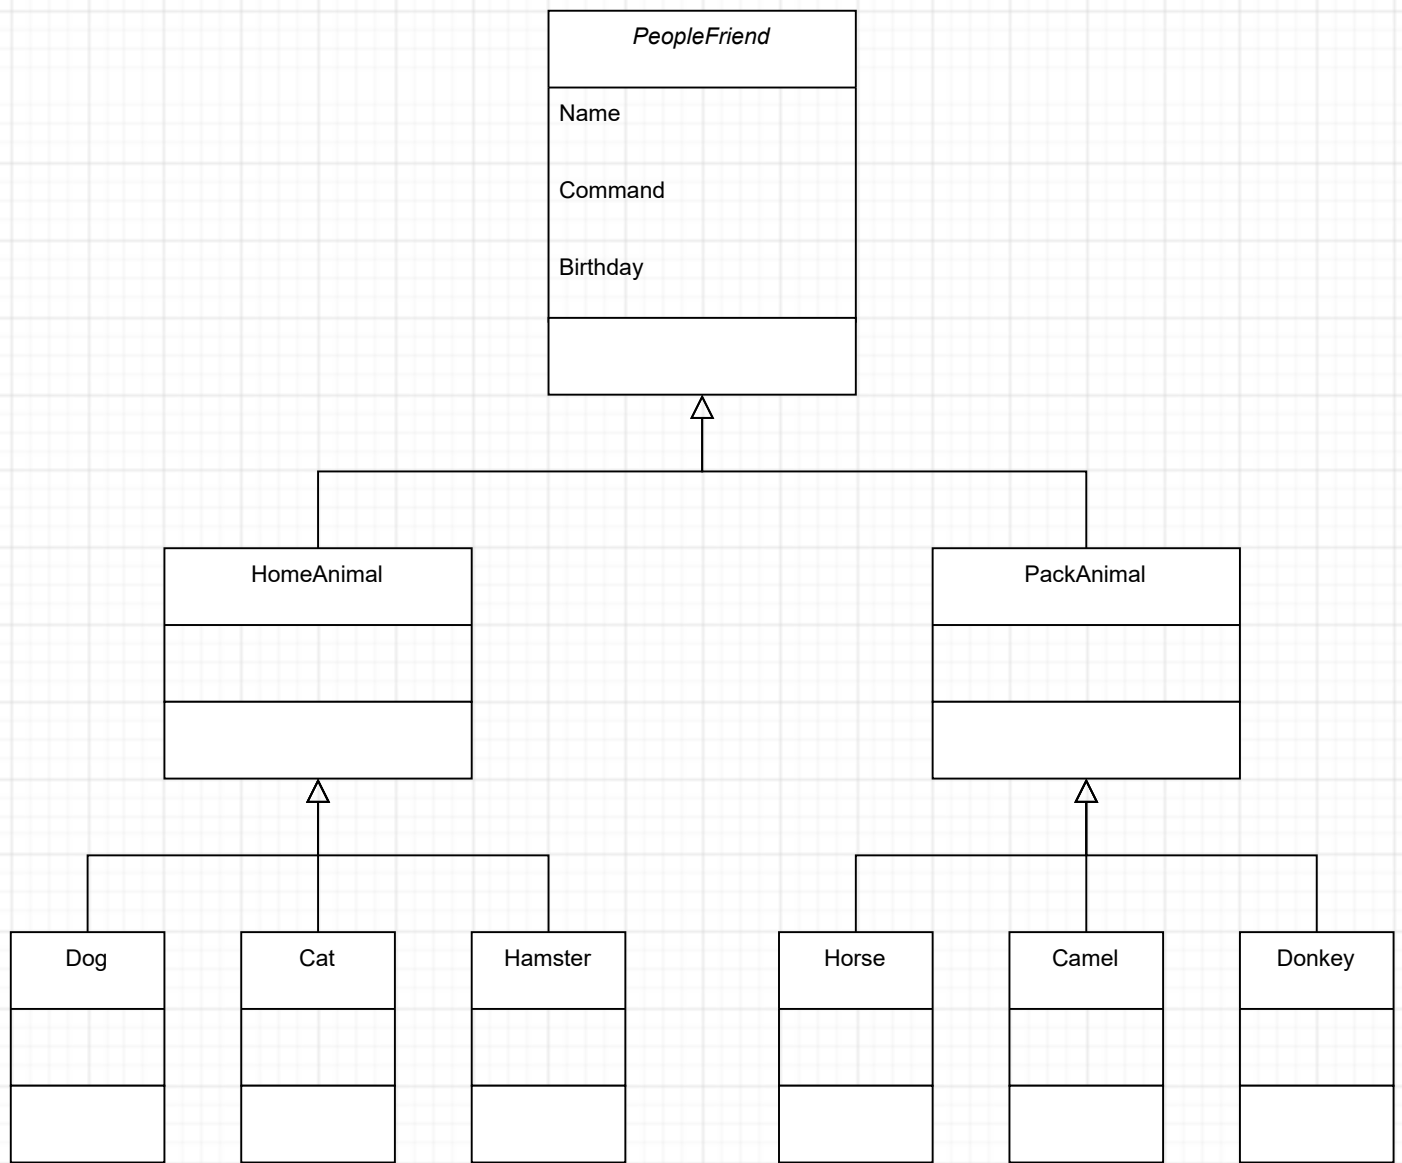 PeopleFriend
Name
Command
Birthday
HomeAnimal
PackAnimal
Dog
Cat
Hamster
Horse
Camel
Donkey